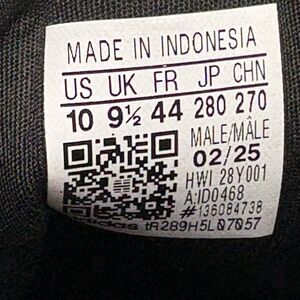 MADE IN INDONESIA
US UK FR JP CHN
10 9½ 44 280 270
MALE/MÂLE
02/25
HWI 28Y001
A:ID0468
#136084738
adidas tR289H5L07057